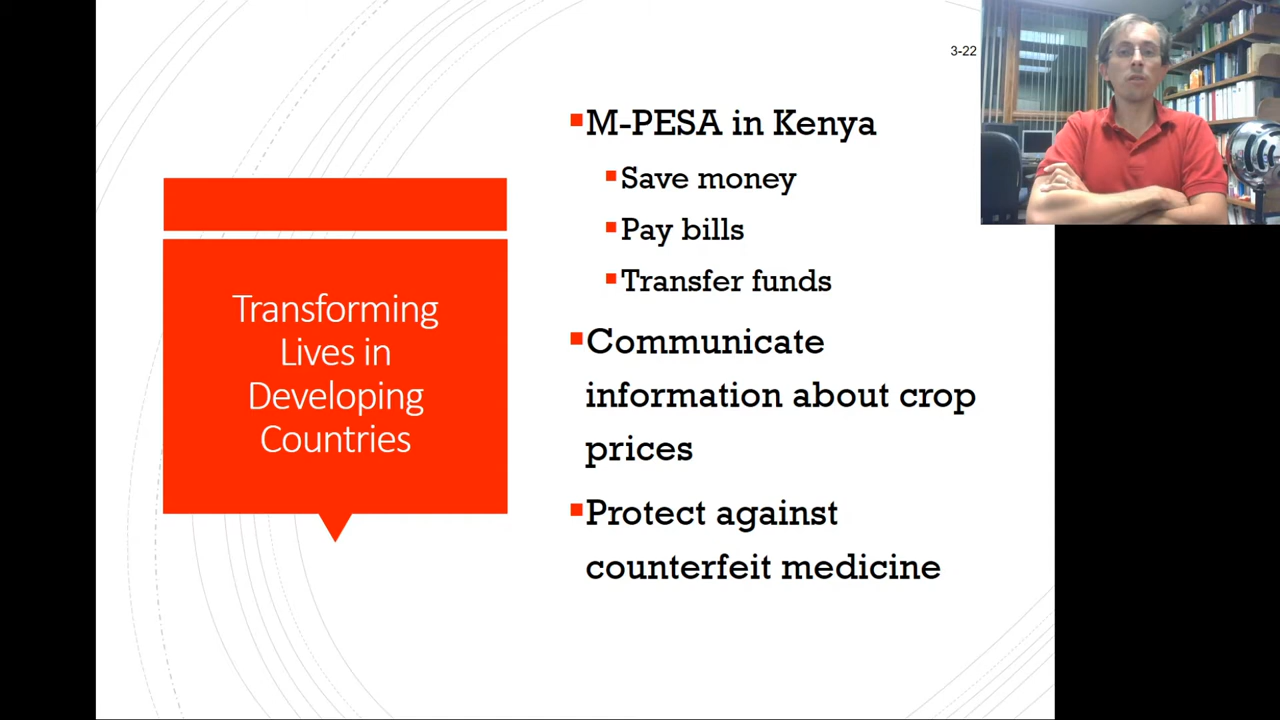 3-22
Transforming
Lives in
Developing
Countries
M-PESA in Kenya
Save money
Pay bills
Transfer funds
Communicate
information about crop
prices
Protect against
counterfeit medicine